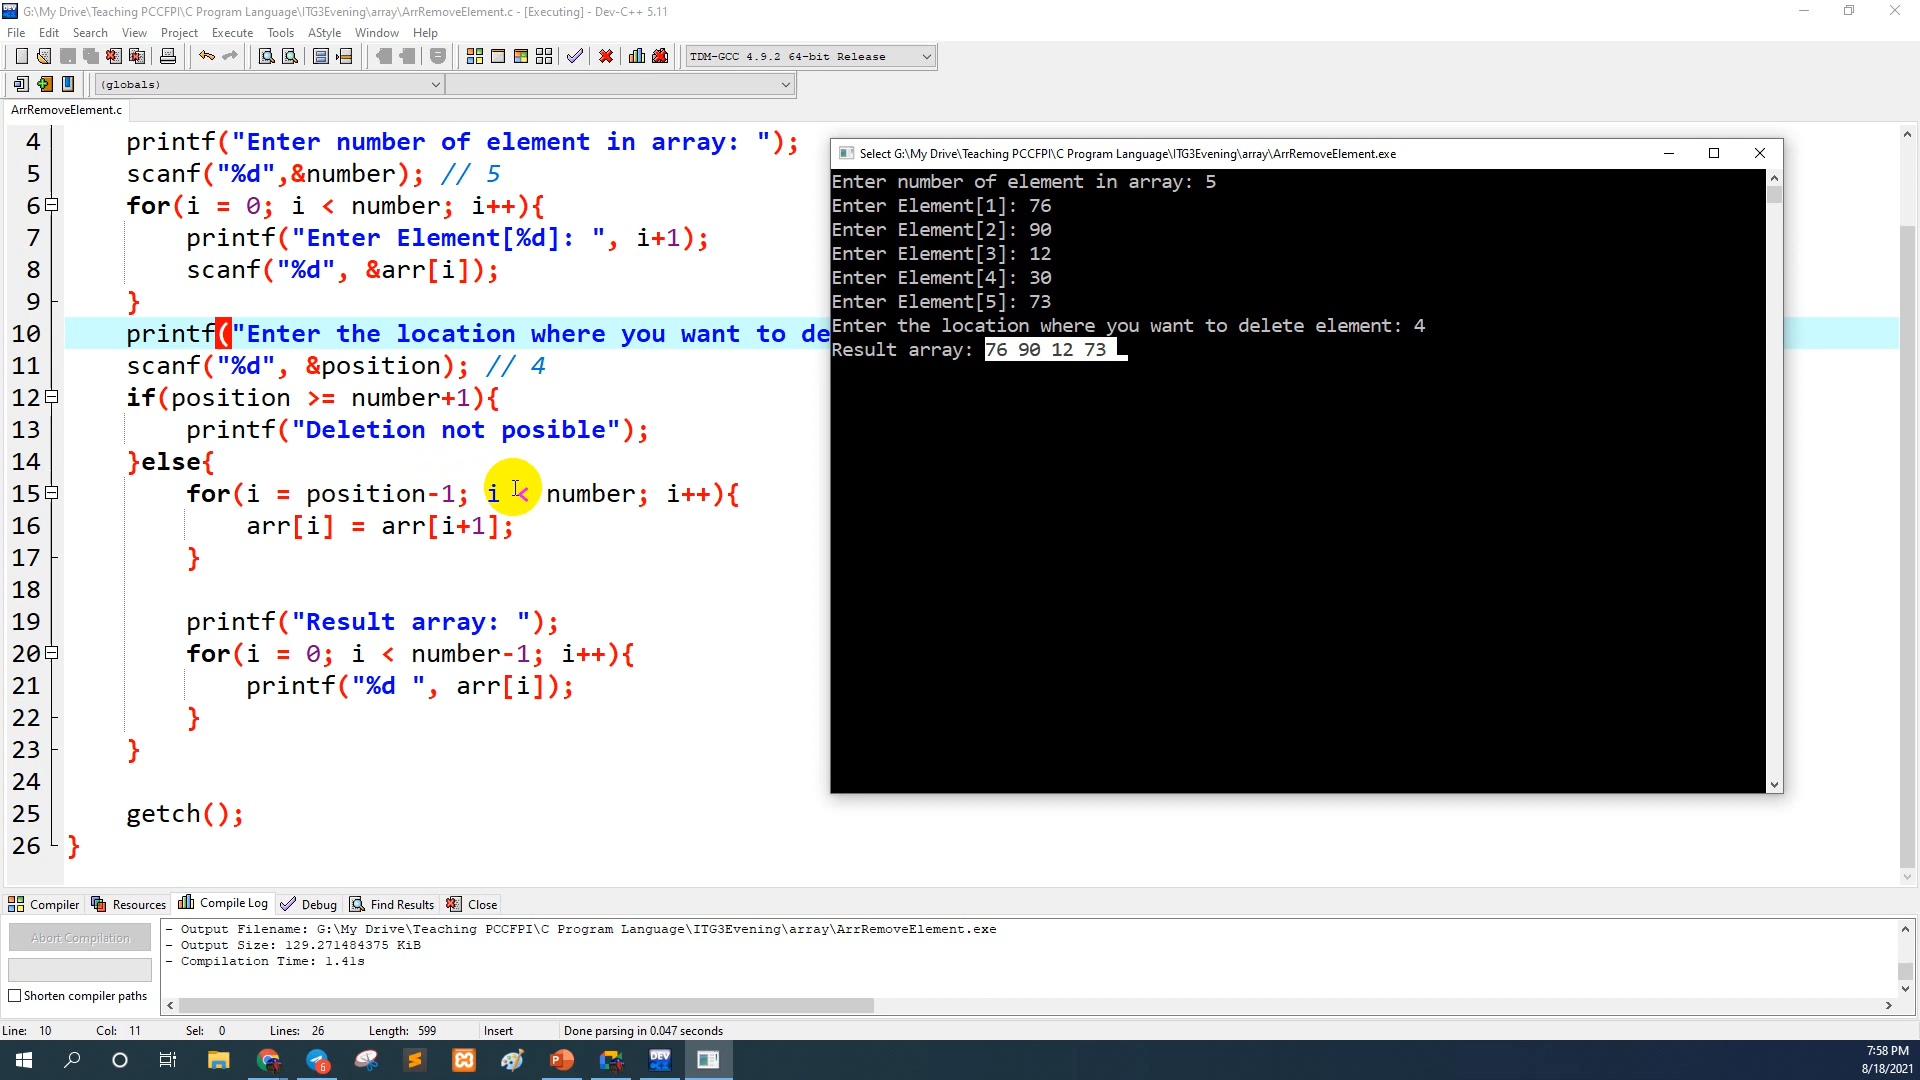 G:\My Drive\Teaching PCCFPI\C Program Language\ITG3Evening\array\ArrRemoveElement.c - [Executing] - Dev-C++ 5.11
File Edit Search View Project Execute Tools AStyle Window Help
TDM-GCC 4.9.2 64-bit Release
(globals)
ArrRemoveElement.c
4 printf("Enter number of element in array: ");
5 scanf("%d",&number); // 5
6 for(i = 0; i < number; i++){
7 printf("Enter Element[%d]: ", i+1);
8 scanf("%d", &arr[i]);
9 }
10 printf("Enter the location where you want to de
11 scanf("%d", &position); // 4
12 if(position >= number+1){
13 printf("Deletion not posible");
14 }else{
15 for(i = position-1; i < number; i++){
16 arr[i] = arr[i+1];
17 }
18
19 printf("Result array: ");
20 for(i = 0; i < number-1; i++){
21 printf("%d ", arr[i]);
22 }
23 }
24
25 getch();
26 }
Select G:\My Drive\Teaching PCCFPI\C Program Language\ITG3Evening\array\ArrRemoveElement.exe
Enter number of element in array: 5
Enter Element[1]: 76
Enter Element[2]: 90
Enter Element[3]: 12
Enter Element[4]: 30
Enter Element[5]: 73
Enter the location where you want to delete element: 4
Result array: 76 90 12 73
Compiler Resources Compile Log Debug Find Results Close
Abort Compilation
Shorten compiler paths
- Output Filename: G:\My Drive\Teaching PCCFPI\C Program Language\ITG3Evening\array\ArrRemoveElement.exe
- Output Size: 129.271484375 KiB
- Compilation Time: 1.41s
Line: 10 Col: 11 Sel: 0 Lines: 26 Length: 599 Insert Done parsing in 0.047 seconds
6
DEV
7:58 PM
8/18/2021